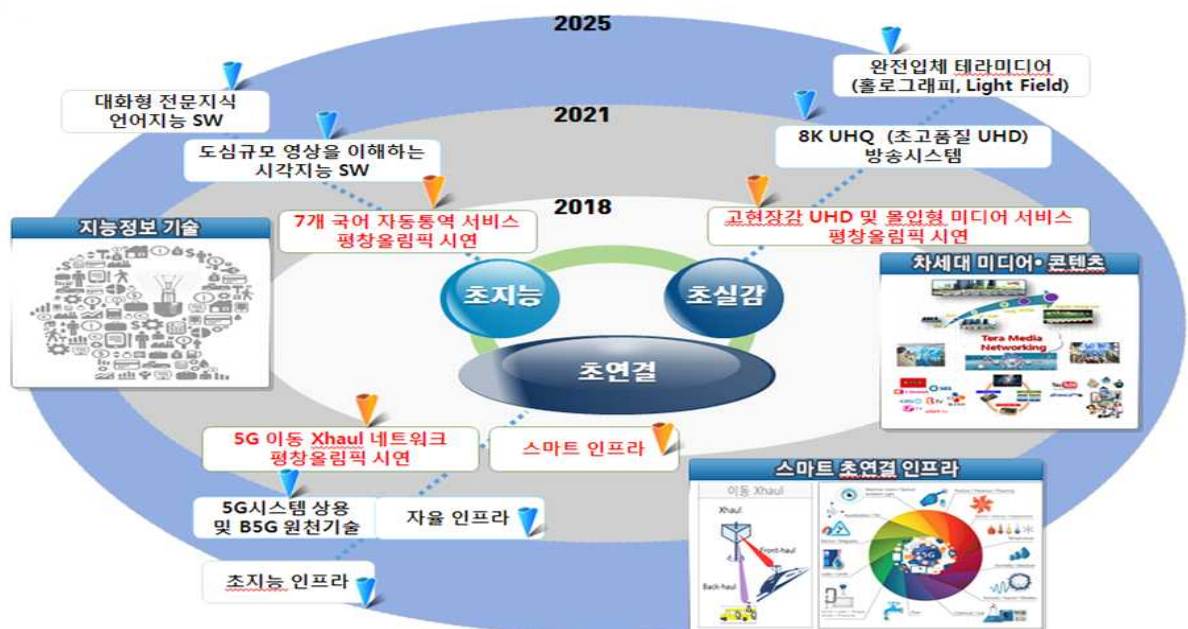 2025
완전입체 테라미디어
(홀로그래피, Light Field)
대화형 전문지식
언어지능 SW
2021
8K UHQ (초고품질 UHD)
방송시스템
도심규모 영상을 이해하는
시각지능 SW
2018
7개 국어 자동통역 서비스
평창올림픽 시연
고현장감 UHD 및 몰입형 미디어 서비스
평창올림픽 시연
지능정보 기술
차세대 미디어• 콘텐츠
Tera Media
Networking
초지능
초실감
초연결
5G 이동 Xhaul 네트워크
평창올림픽 시연
스마트 인프라
5G시스템 상용
및 B5G 원천기술
자율 인프라
초지능 인프라
스마트 초연결 인프라
이동 Xhaul
Xhaul
Front-haul
Back-haul
5G